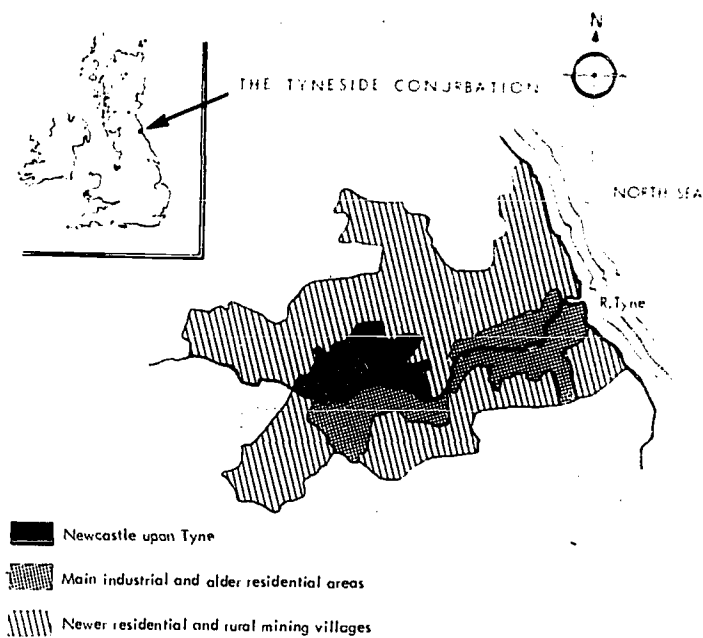 N
THE TYNESIDE CONURBATION
NORTH SEA
R.Tyne
Newcastle upon Tyne
Main industrial and alder residential areas
Newer residential and rural mining villages